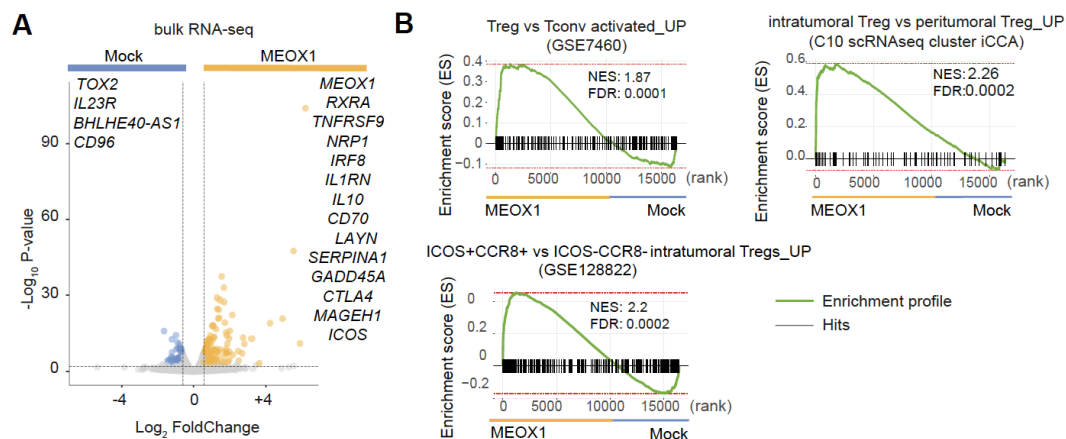 A
bulk RNA-seq
Mock
MEOX1
TOX2
IL23R
BHLHE40-AS1
CD96
MEOX1
RXRA
TNFRSF9
NRP1
IRF8
IL1RN
IL10
CD70
LAYN
SERPINA1
GADD45A
CTLA4
MAGEH1
ICOS
-Log10 P-value
90
60
30
0
-4
0
+4
Log2 FoldChange
B
Treg vs Tconv activated_UP
(GSE7460)
Enrichment score (ES)
0.4
0.3
0.2
0.1
0
−0.1
NES: 1.87
FDR: 0.0001
0
5000
10000
15000
(rank)
MEOX1
Mock
intratumoral Treg vs peritumoral Treg_UP
(C10 scRNAseq cluster iCCA)
Enrichment score (ES)
0.6
0.4
0.2
0.0
NES: 2.26
FDR: 0.0002
0
5000
10000
15000
(rank)
MEOX1
Mock
ICOS+CCR8+ vs ICOS-CCR8- intratumoral Tregs_UP
(GSE128822)
Enrichment score (ES)
0
0.2
0
−0.2
NES: 2.2
FDR: 0.0002
0
5000
10000
15000
(rank)
MEOX1
Mock
Enrichment profile
Hits